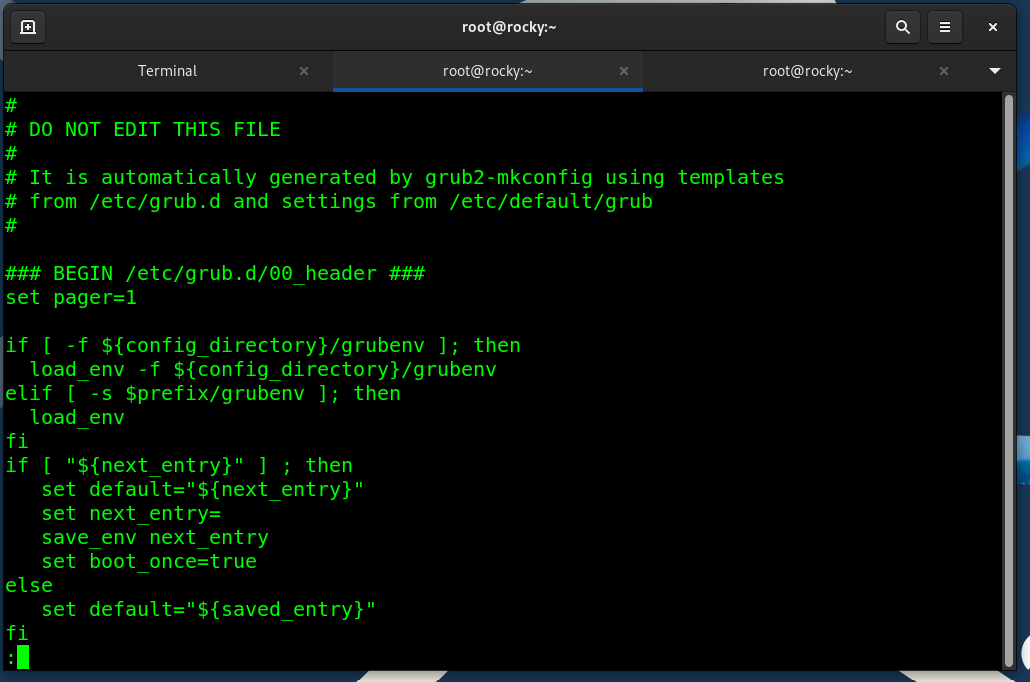 root@rocky:~
Terminal
root@rocky:~
root@rocky:~
#
# DO NOT EDIT THIS FILE
#
# It is automatically generated by grub2-mkconfig using templates
# from /etc/grub.d and settings from /etc/default/grub
#

### BEGIN /etc/grub.d/00_header ###
set pager=1

if [ -f ${config_directory}/grubenv ]; then
  load_env -f ${config_directory}/grubenv
elif [ -s $prefix/grubenv ]; then
  load_env
fi
if [ "${next_entry}" ] ; then
   set default="${next_entry}"
   set next_entry=
   save_env next_entry
   set boot_once=true
else
   set default="${saved_entry}"
fi
: